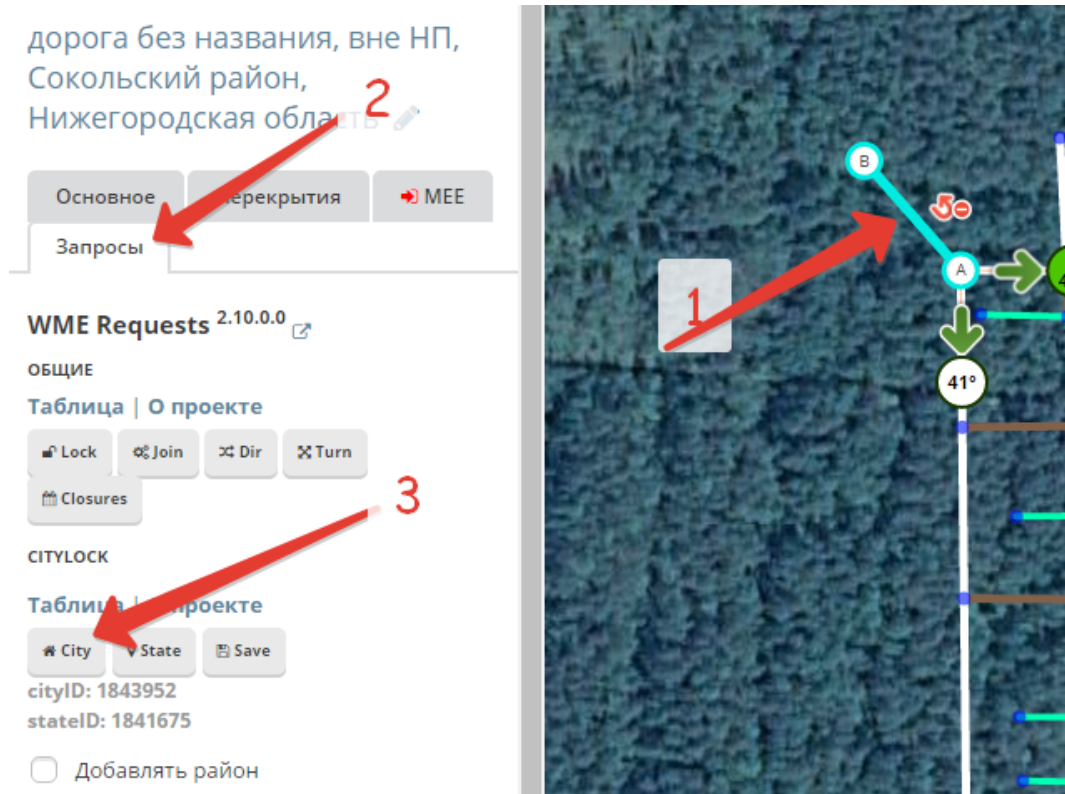 дорога без названия, вне НП,
Сокольский район,
Нижегородская область
2
Основное Перекрытия MEE
Запросы
WME Requests 2.10.0.0
ОБЩИЕ
Таблица | О проекте
Lock Join Dir Turn
Closures
3
CITYLOCK
Таблица | О проекте
City State Save
cityID: 1843952
stateID: 1841675
Добавлять район
B
A
1
41°